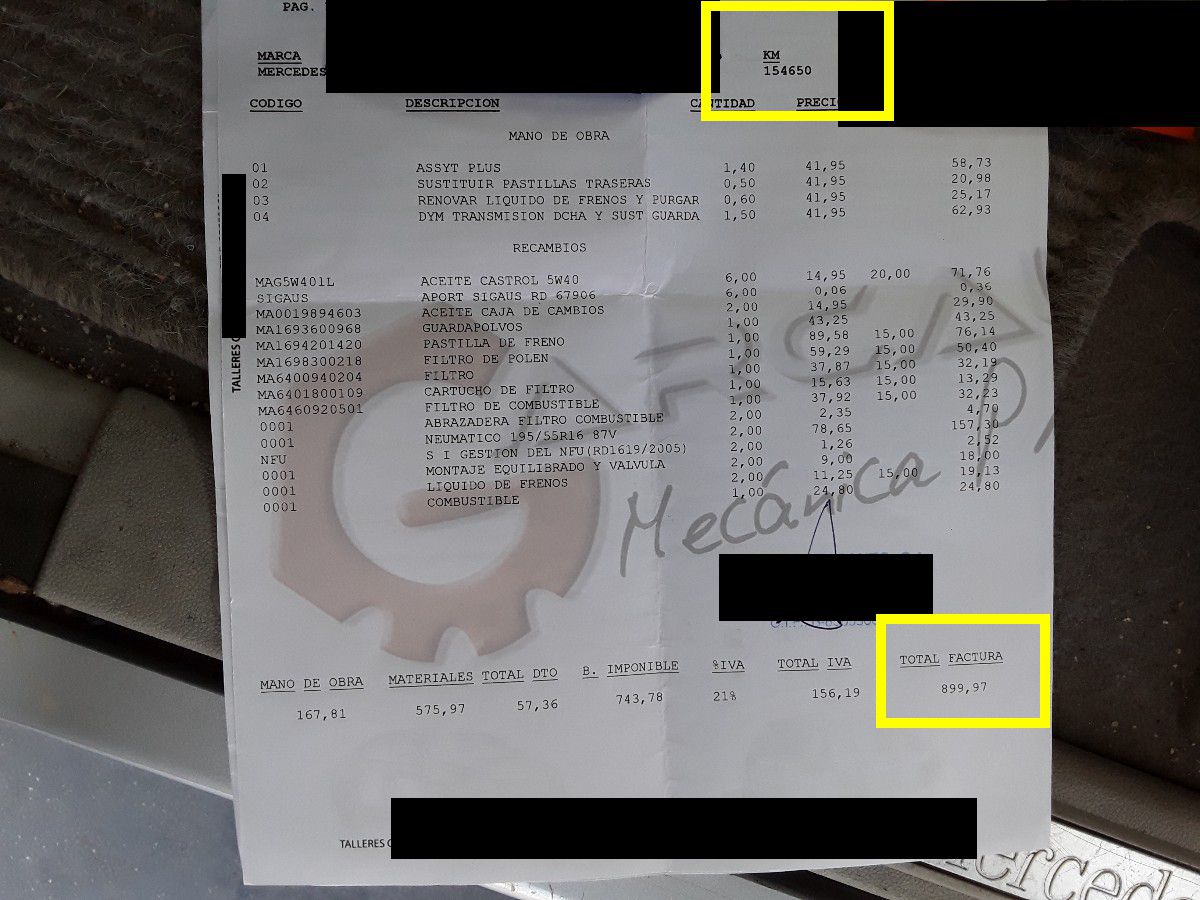 PAG.
MARCA KM
MERCEDES 154650
CODIGO DESCRIPCION CANTIDAD PRECIO
MANO DE OBRA
01 ASSYT PLUS 1,40 41,95 58,73
02 SUSTITUIR PASTILLAS TRASERAS 0,50 41,95 20,98
03 RENOVAR LIQUIDO DE FRENOS Y PURGAR 0,60 41,95 25,17
04 DYM TRANSMISION DCHA Y SUST GUARDA 1,50 41,95 62,93
RECAMBIOS
MAG5W401L ACEITE CASTROL 5W40 6,00 14,95 20,00 71,76
SIGAUS APORT SIGAUS RD 67906 6,00 0,06 0,36
MA0019894603 ACEITE CAJA DE CAMBIOS 2,00 14,95 29,90
MA1693600968 GUARDAPOLVOS 1,00 43,25 43,25
MA1694201420 PASTILLA DE FRENO 1,00 89,58 15,00 76,14
MA1698300218 FILTRO DE POLEN 1,00 59,29 15,00 50,40
MA6400940204 FILTRO 1,00 37,87 15,00 32,19
MA6401800109 CARTUCHO DE FILTRO 1,00 15,63 15,00 13,29
MA6460920501 FILTRO DE COMBUSTIBLE 1,00 37,92 15,00 32,23
0001 ABRAZADERA FILTRO COMBUSTIBLE 2,00 2,35 4,70
0001 NEUMATICO 195/55R16 87V 2,00 78,65 157,30
NFU S I GESTION DEL NFU(RD1619/2005) 2,00 1,26 2,52
0001 MONTAJE EQUILIBRADO Y VALVULA 2,00 9,00 18,00
0001 LIQUIDO DE FRENOS 2,00 11,25 15,00 19,13
0001 COMBUSTIBLE 1,00 24,80 24,80
Mecánica
MANO DE OBRA MATERIALES TOTAL DTO B. IMPONIBLE %IVA TOTAL IVA TOTAL FACTURA
167,81 575,97 57,36 743,78 21% 156,19 899,97
TALLERES
TALLERES